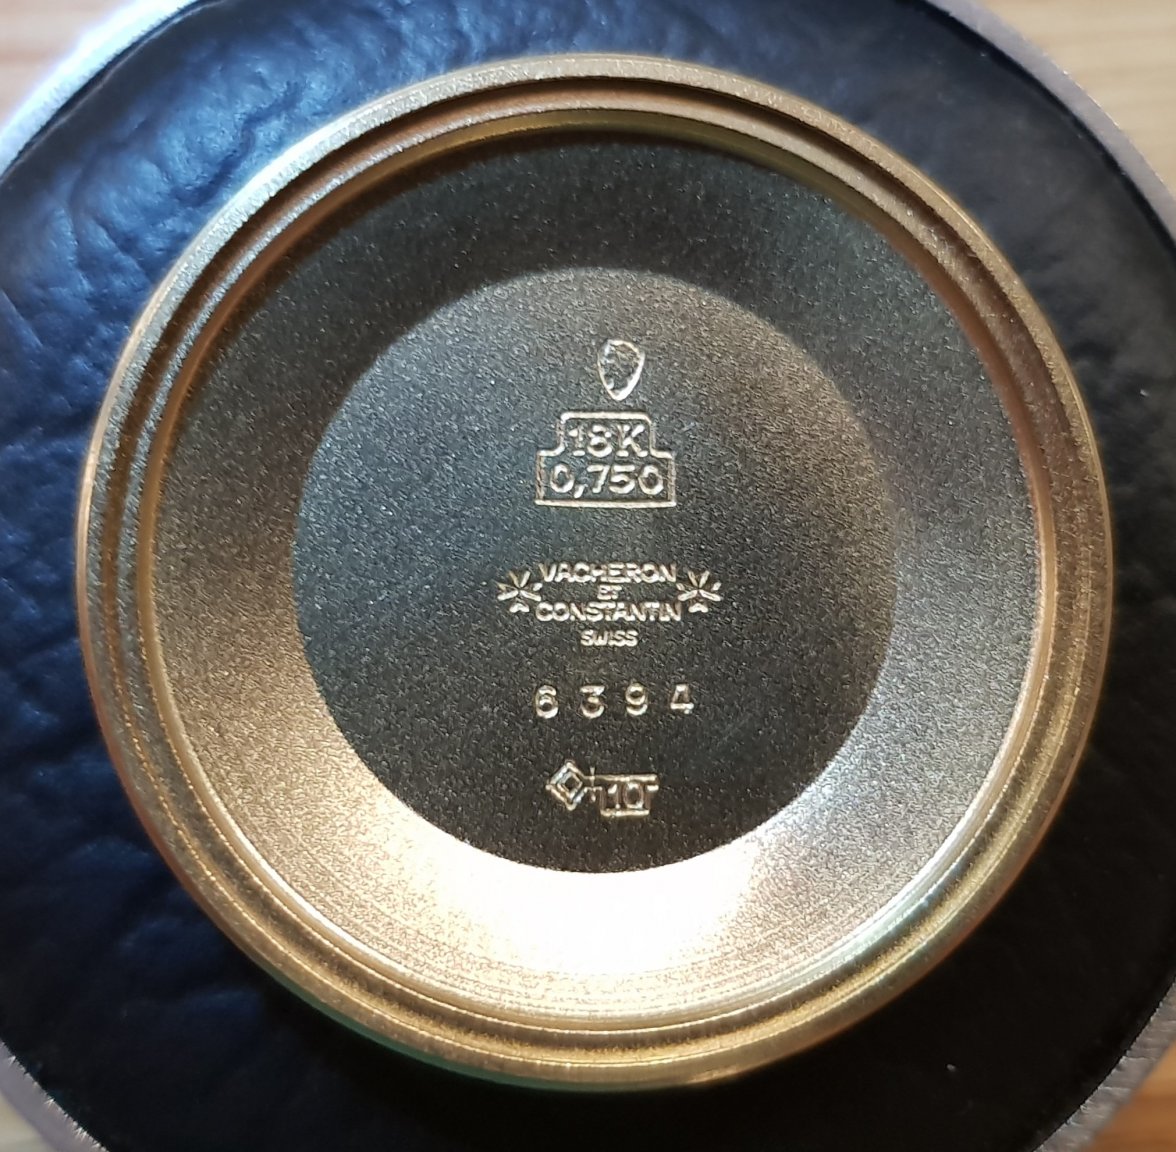 18K
0,750
VACHERON
ET
CONSTANTIN
SWISS
6394
10